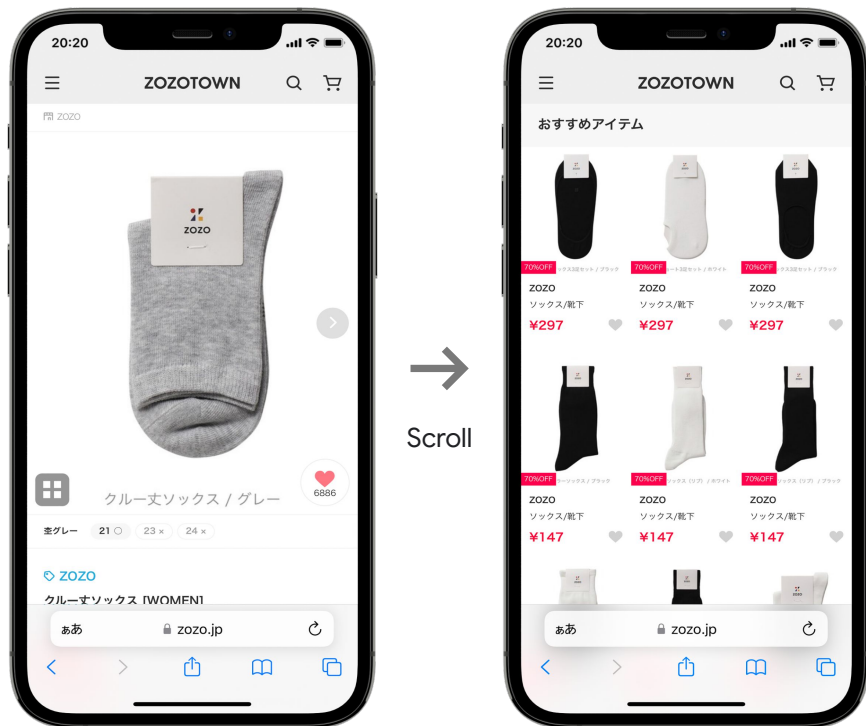 20:20
ZOZOTOWN
ZOZO
ZOZO
クルー丈ソックス / グレー
6886
杢グレー 21 ○ 23 × 24 ×
ZOZO
クルー丈ソックス [WOMEN]
ぁあ zozo.jp
Scroll
20:20
ZOZOTOWN
おすすめアイテム
70%OFF 70%OFF 70%OFF
ZOZO ZOZO ZOZO
ソックス/靴下 ソックス/靴下 ソックス/靴下
¥297 ¥297 ¥297
70%OFF 70%OFF 70%OFF
ZOZO ZOZO ZOZO
ソックス/靴下 ソックス/靴下 ソックス/靴下
¥147 ¥147 ¥147
ぁあ zozo.jp